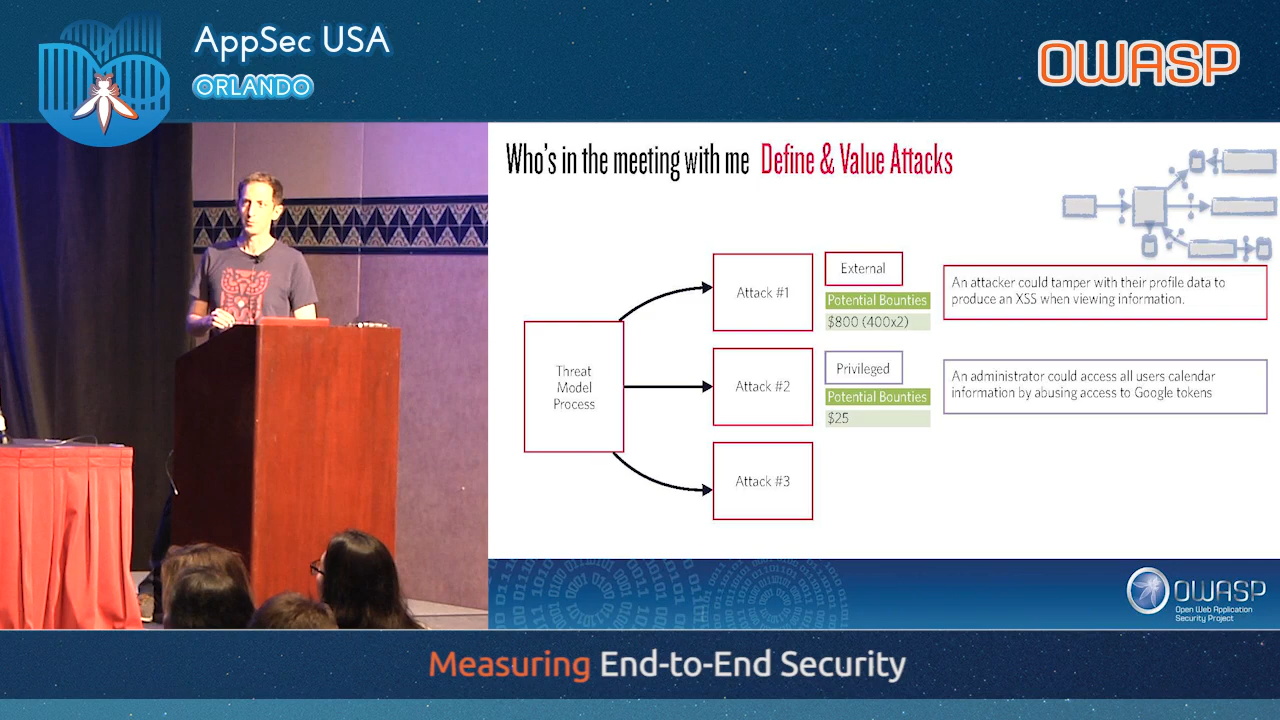 AppSec USA
ORLANDO
OWASP
Who's in the meeting with me Define & Value Attacks
Threat
Model
Process
Attack #1
External
Potential Bounties
$800 (400x2)
An attacker could tamper with their profile data to
produce an XSS when viewing information.
Attack #2
Privileged
Potential Bounties
$25
An administrator could access all users calendar
information by abusing access to Google tokens
Attack #3
OWASP
Open Web Application
Security Project
Measuring End-to-End Security